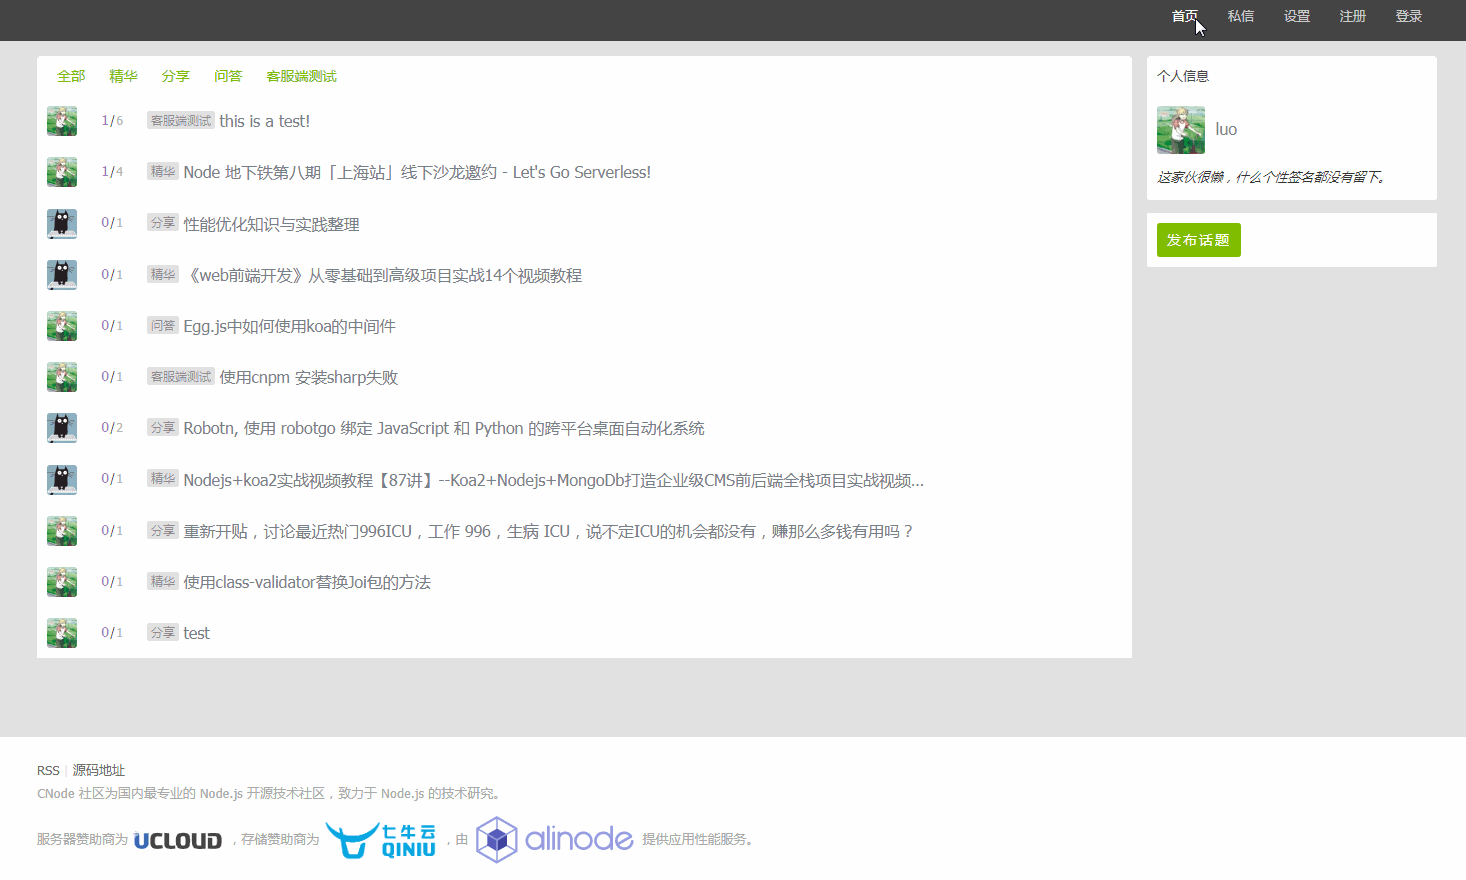 首页 私信 设置 注册 登录
全部 精华 分享 问答 客服端测试
1/6 客服端测试 this is a test!
1/4 精华 Node 地下铁第八期「上海站」线下沙龙邀约 - Let's Go Serverless!
0/1 分享 性能优化知识与实践整理
0/1 精华 《web前端开发》从零基础到高级项目实战14个视频教程
0/1 问答 Egg.js中如何使用koa的中间件
0/1 客服端测试 使用cnpm 安装sharp失败
0/2 分享 Robotn, 使用 robotgo 绑定 JavaScript 和 Python 的跨平台桌面自动化系统
0/1 精华 Nodejs+koa2实战视频教程【87讲】--Koa2+Nodejs+MongoDb打造企业级CMS前后端全栈项目实战视频...
0/1 分享 重新开贴，讨论最近热门996ICU，工作 996，生病 ICU，说不定ICU的机会都没有，赚那么多钱有用吗？
0/1 精华 使用class-validator替换Joi包的方法
0/1 分享 test
个人信息
luo
这家伙很懒，什么个性签名都没有留下。
发布话题
RSS | 源码地址
CNode 社区为国内最专业的 Node.js 开源技术社区，致力于 Node.js 的技术研究。
服务器赞助商为 UCLOUD ，存储赞助商为 七牛云 QINIU ，由 alinode 提供应用性能服务。